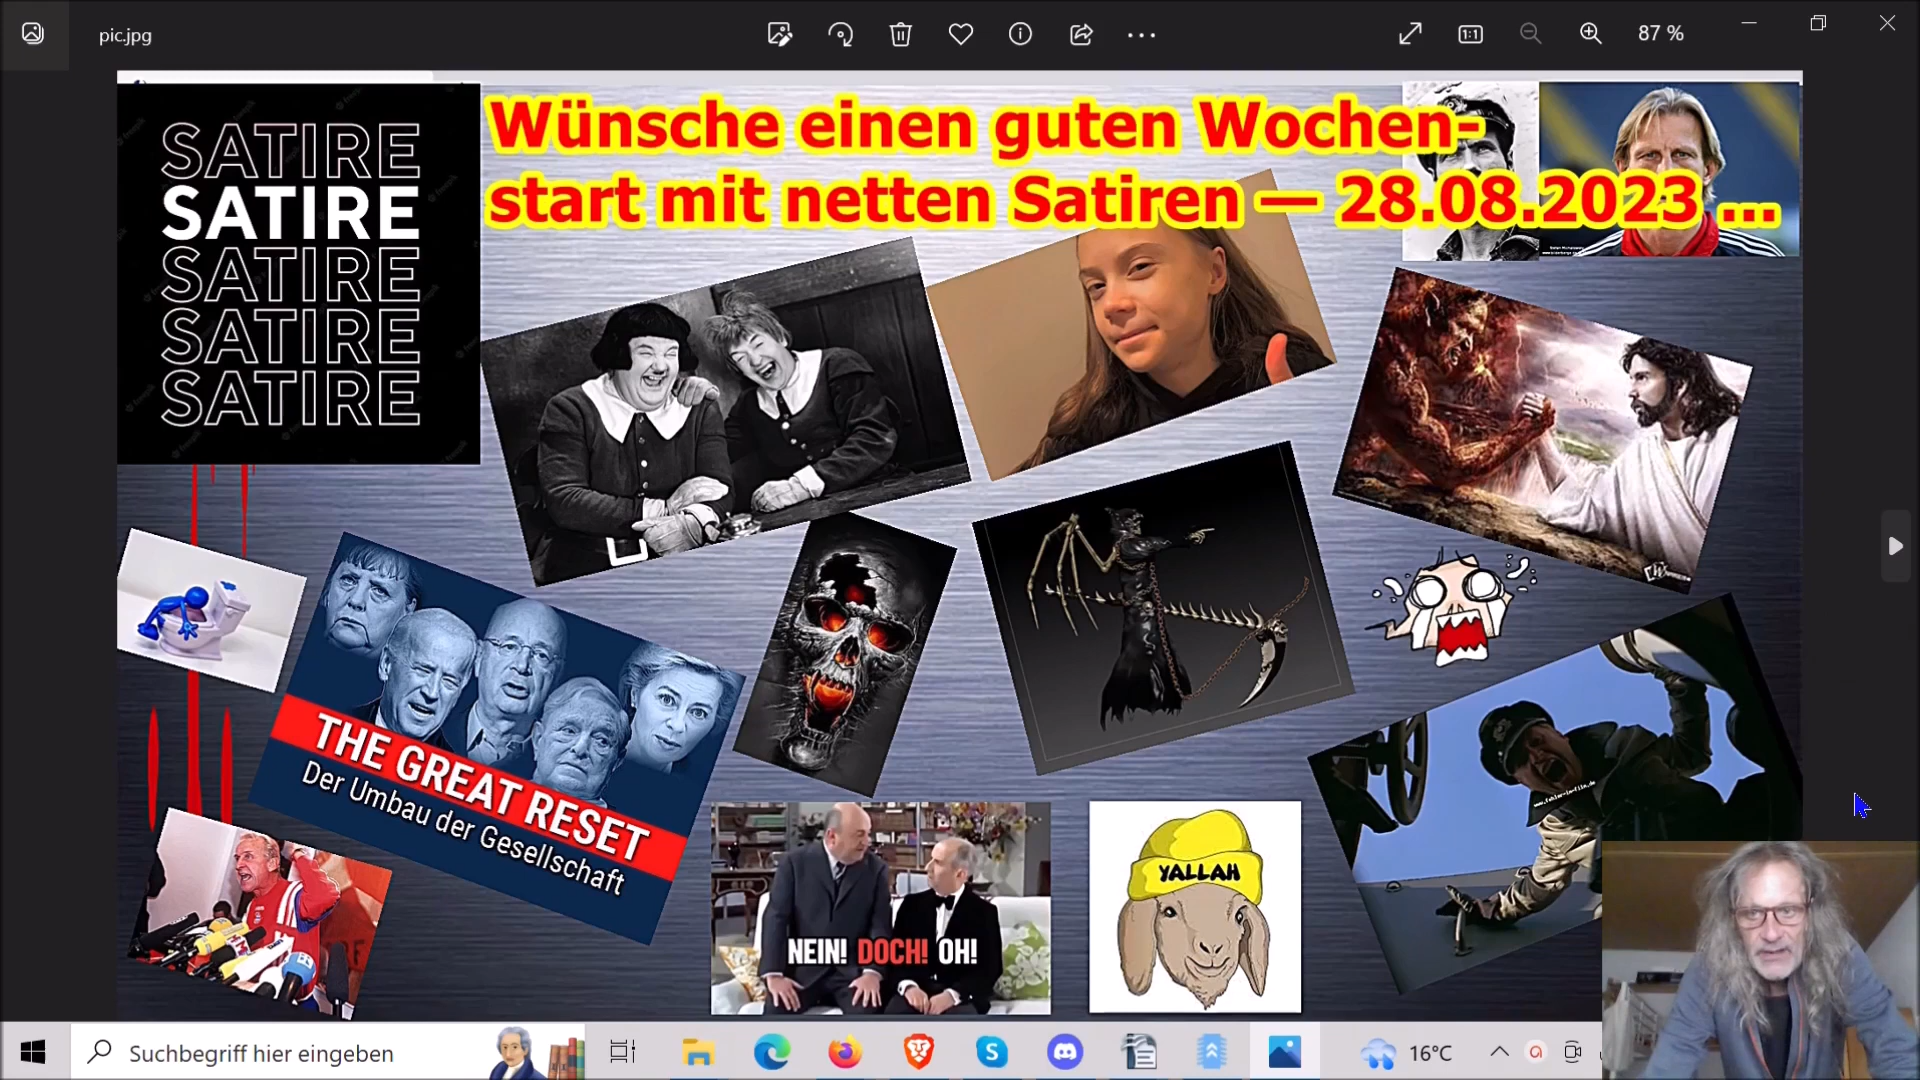 pic.jpg
87 %
SATIRE
SATIRE
SATIRE
SATIRE
SATIRE
Wünsche einen guten Wochen-
start mit netten Satiren — 28.08.2023 ...
THE GREAT RESET
Der Umbau der Gesellschaft
NEIN! DOCH! OH!
YALLAH
Suchbegriff hier eingeben
16°C